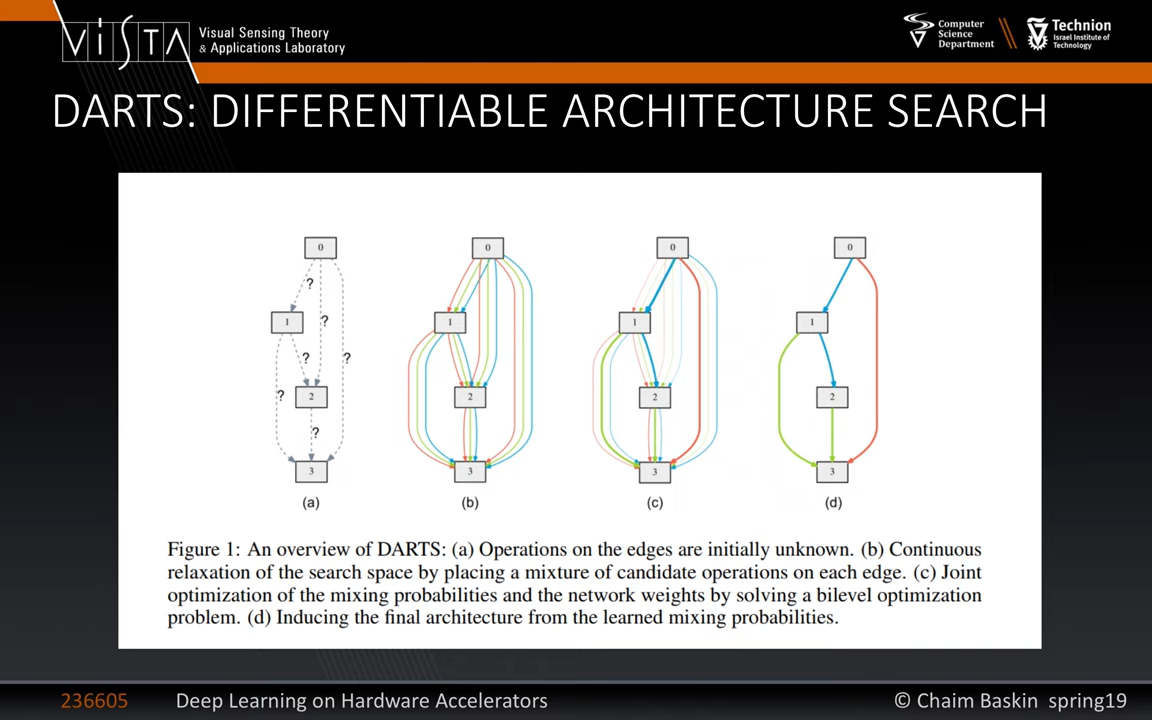 ViSTA
Visual Sensing Theory
& Applications Laboratory
Computer
Science
Department
Technion
Israel Institute of
Technology
DARTS: DIFFERENTIABLE ARCHITECTURE SEARCH
0
?
1
?
?
?
?
2
?
3
(a)
0
1
2
3
(b)
0
1
2
3
(c)
0
1
2
3
(d)
Figure 1: An overview of DARTS: (a) Operations on the edges are initially unknown. (b) Continuous
relaxation of the search space by placing a mixture of candidate operations on each edge. (c) Joint
optimization of the mixing probabilities and the network weights by solving a bilevel optimization
problem. (d) Inducing the final architecture from the learned mixing probabilities.
236605
Deep Learning on Hardware Accelerators
© Chaim Baskin spring19